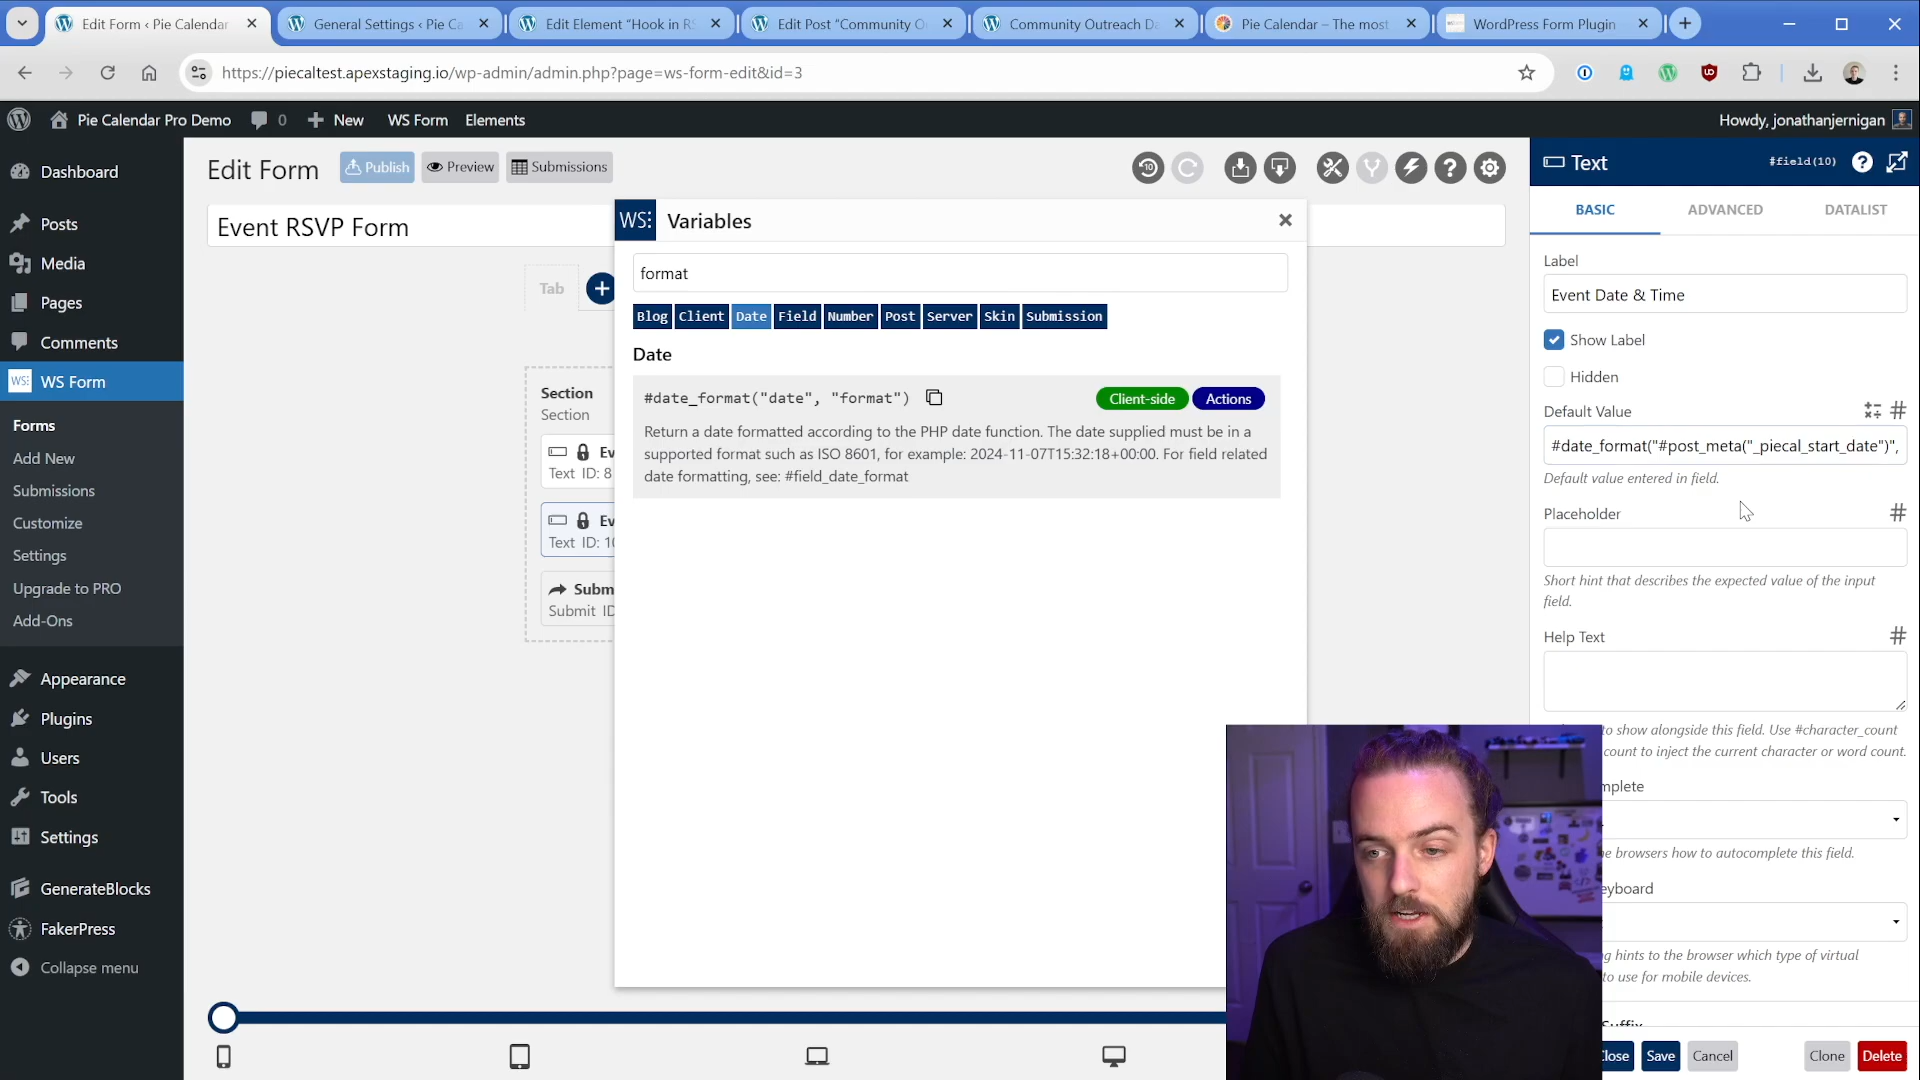 Edit Form ‹ Pie Calendar
General Settings ‹ Pie Ca
Edit Element “Hook in RS
Edit Post “Community O
Community Outreach Da
Pie Calendar – The most
WordPress Form Plugin
https://piecaltest.apexstaging.io/wp-admin/admin.php?page=ws-form-edit&id=3
Pie Calendar Pro Demo
0
New
WS Form
Elements
Howdy, jonathanjernigan
Dashboard
Posts
Media
Pages
Comments
WS Form
Forms
Add New
Submissions
Customize
Settings
Upgrade to PRO
Add-Ons
Appearance
Plugins
Users
Tools
Settings
GenerateBlocks
FakerPress
Collapse menu
Edit Form
Publish
Preview
Submissions
Event RSVP Form
Tab
Section
Section
Ev
Text ID: 8
Ev
Text ID: 10
Subm
Submit ID
WS: Variables
format
Blog Client Date Field Number Post Server Skin Submission
Date
#date_format("date", "format")
Client-side
Actions
Return a date formatted according to the PHP date function. The date supplied must be in a
supported format such as ISO 8601, for example: 2024-11-07T15:32:18+00:00. For field related
date formatting, see: #field_date_format
Text
#field(10)
BASIC
ADVANCED
DATALIST
Label
Event Date & Time
Show Label
Hidden
Default Value
#date_format("#post_meta("_piecal_start_date")",
Default value entered in field.
Placeholder
Short hint that describes the expected value of the input
field.
Help Text
to show alongside this field. Use #character_count
count to inject the current character or word count.
mplete
e browsers how to autocomplete this field.
eyboard
g hints to the browser which type of virtual
to use for mobile devices.
Suffix
Close
Save
Cancel
Clone
Delete